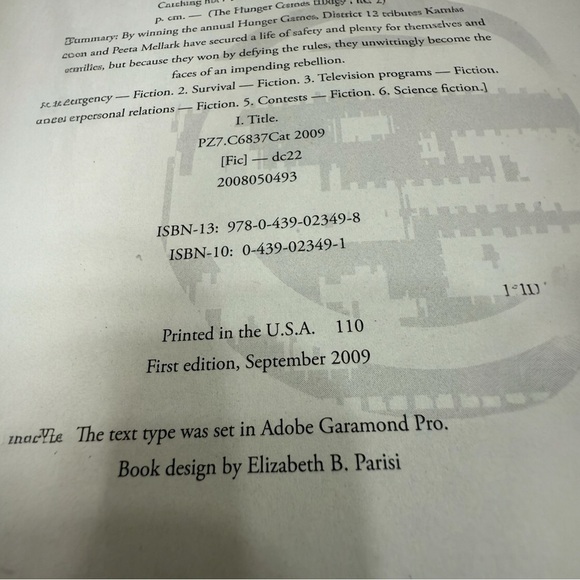 p. cm. — (The Hunger Games
By winning the annual Hunger Games, District 12 tributes
and Peeta Mellark have secured a life of safety and plenty for themselves and
but because they won by defying the rules, they unwittingly become the
faces of an impending rebellion.
— Fiction. 2. Survival — Fiction. 3. Television programs — Fiction.
relations — Fiction. 5. Contests — Fiction. 6. Science fiction.]
I. Title.
PZ7.C6837Cat 2009
[Fic] — dc22
2008050493
ISBN-13: 978-0-439-02349-8
ISBN-10: 0-439-02349-1
Printed in the U.S.A. 110
First edition, September 2009
The text type was set in Adobe Garamond Pro.
Book design by Elizabeth B. Parisi